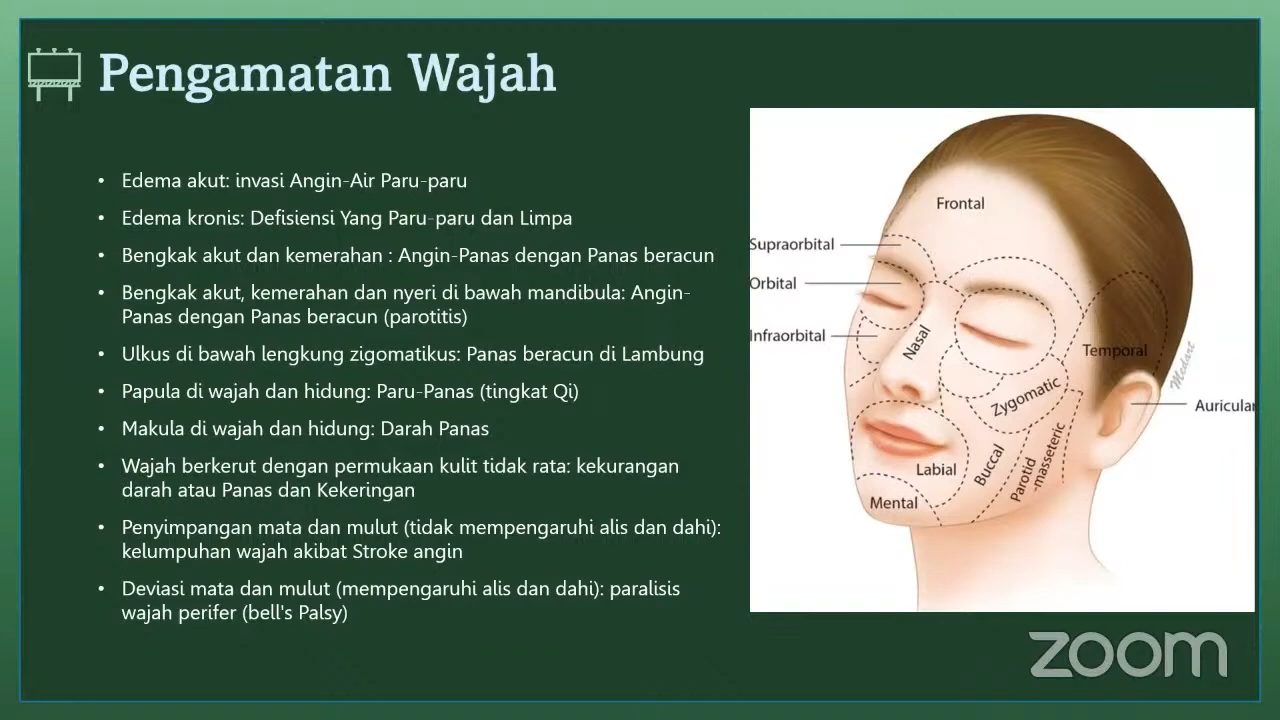 Pengamatan Wajah
• Edema akut: invasi Angin-Air Paru-paru
• Edema kronis: Defisiensi Yang Paru-paru dan Limpa
• Bengkak akut dan kemerahan : Angin-Panas dengan Panas beracun
• Bengkak akut, kemerahan dan nyeri di bawah mandibula: Angin-
Panas dengan Panas beracun (parotitis)
• Ulkus di bawah lengkung zigomatikus: Panas beracun di Lambung
• Papula di wajah dan hidung: Paru-Panas (tingkat Qi)
• Makula di wajah dan hidung: Darah Panas
• Wajah berkerut dengan permukaan kulit tidak rata: kekurangan
darah atau Panas dan Kekeringan
• Penyimpangan mata dan mulut (tidak mempengaruhi alis dan dahi):
kelumpuhan wajah akibat Stroke angin
• Deviasi mata dan mulut (mempengaruhi alis dan dahi): paralisis
wajah perifer (bell's Palsy)
Frontal
Supraorbital
Orbital
Infraorbital
Nasal
Temporal
Zygomatic
Auricular
Labial
Buccal
Parotid
-masseteric
Mental
Medart
zoom